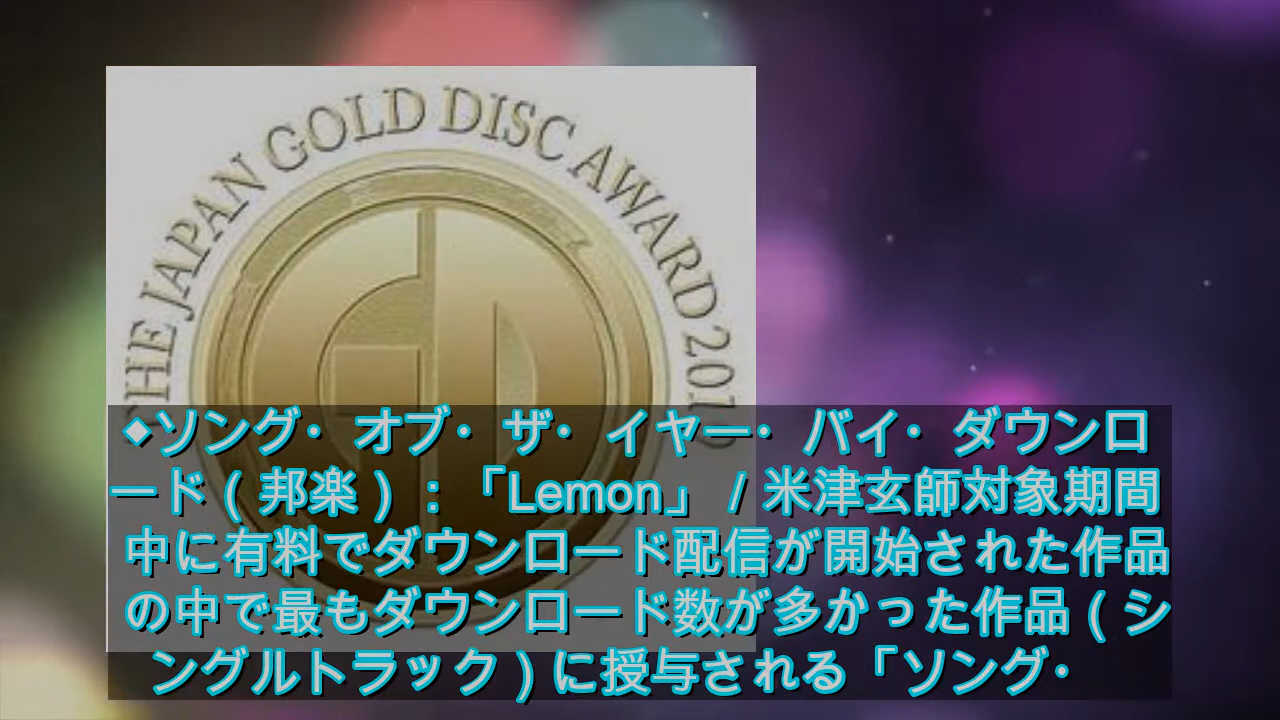 THE JAPAN GOLD DISC AWARD 201
◆ソング・オブ・ザ・イヤー・バイ・ダウンロ
ード(邦楽):「Lemon」/米津玄師対象期間
中に有料でダウンロード配信が開始された作品
の中で最もダウンロード数が多かった作品(シ
ングルトラック)に授与される「ソング・